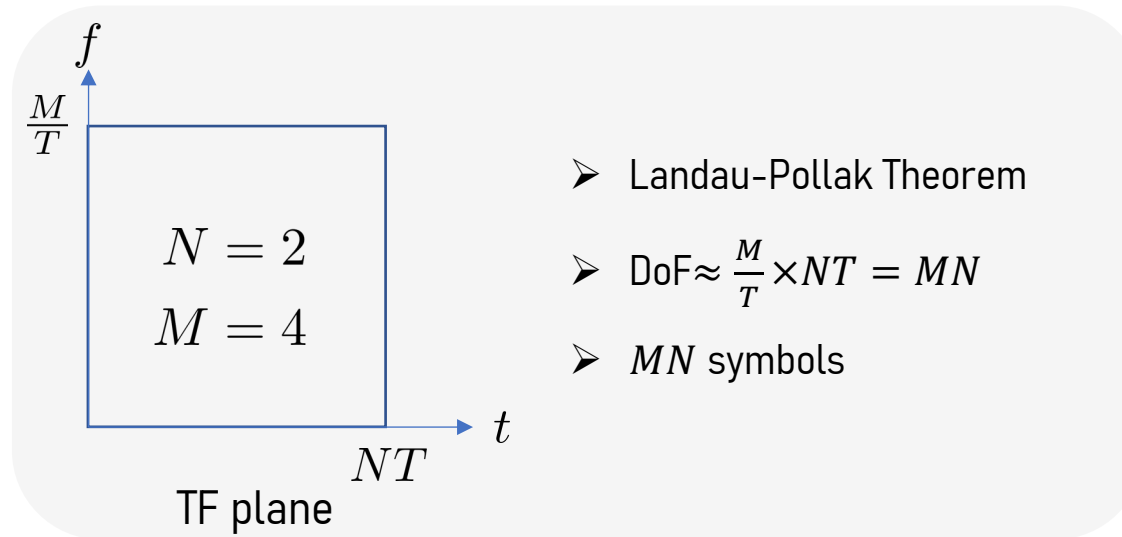 f
M/T
N = 2
M = 4
t
NT
TF plane
➢ Landau-Pollak Theorem
➢ DoF≈ M/T ×NT = MN
➢ MN symbols